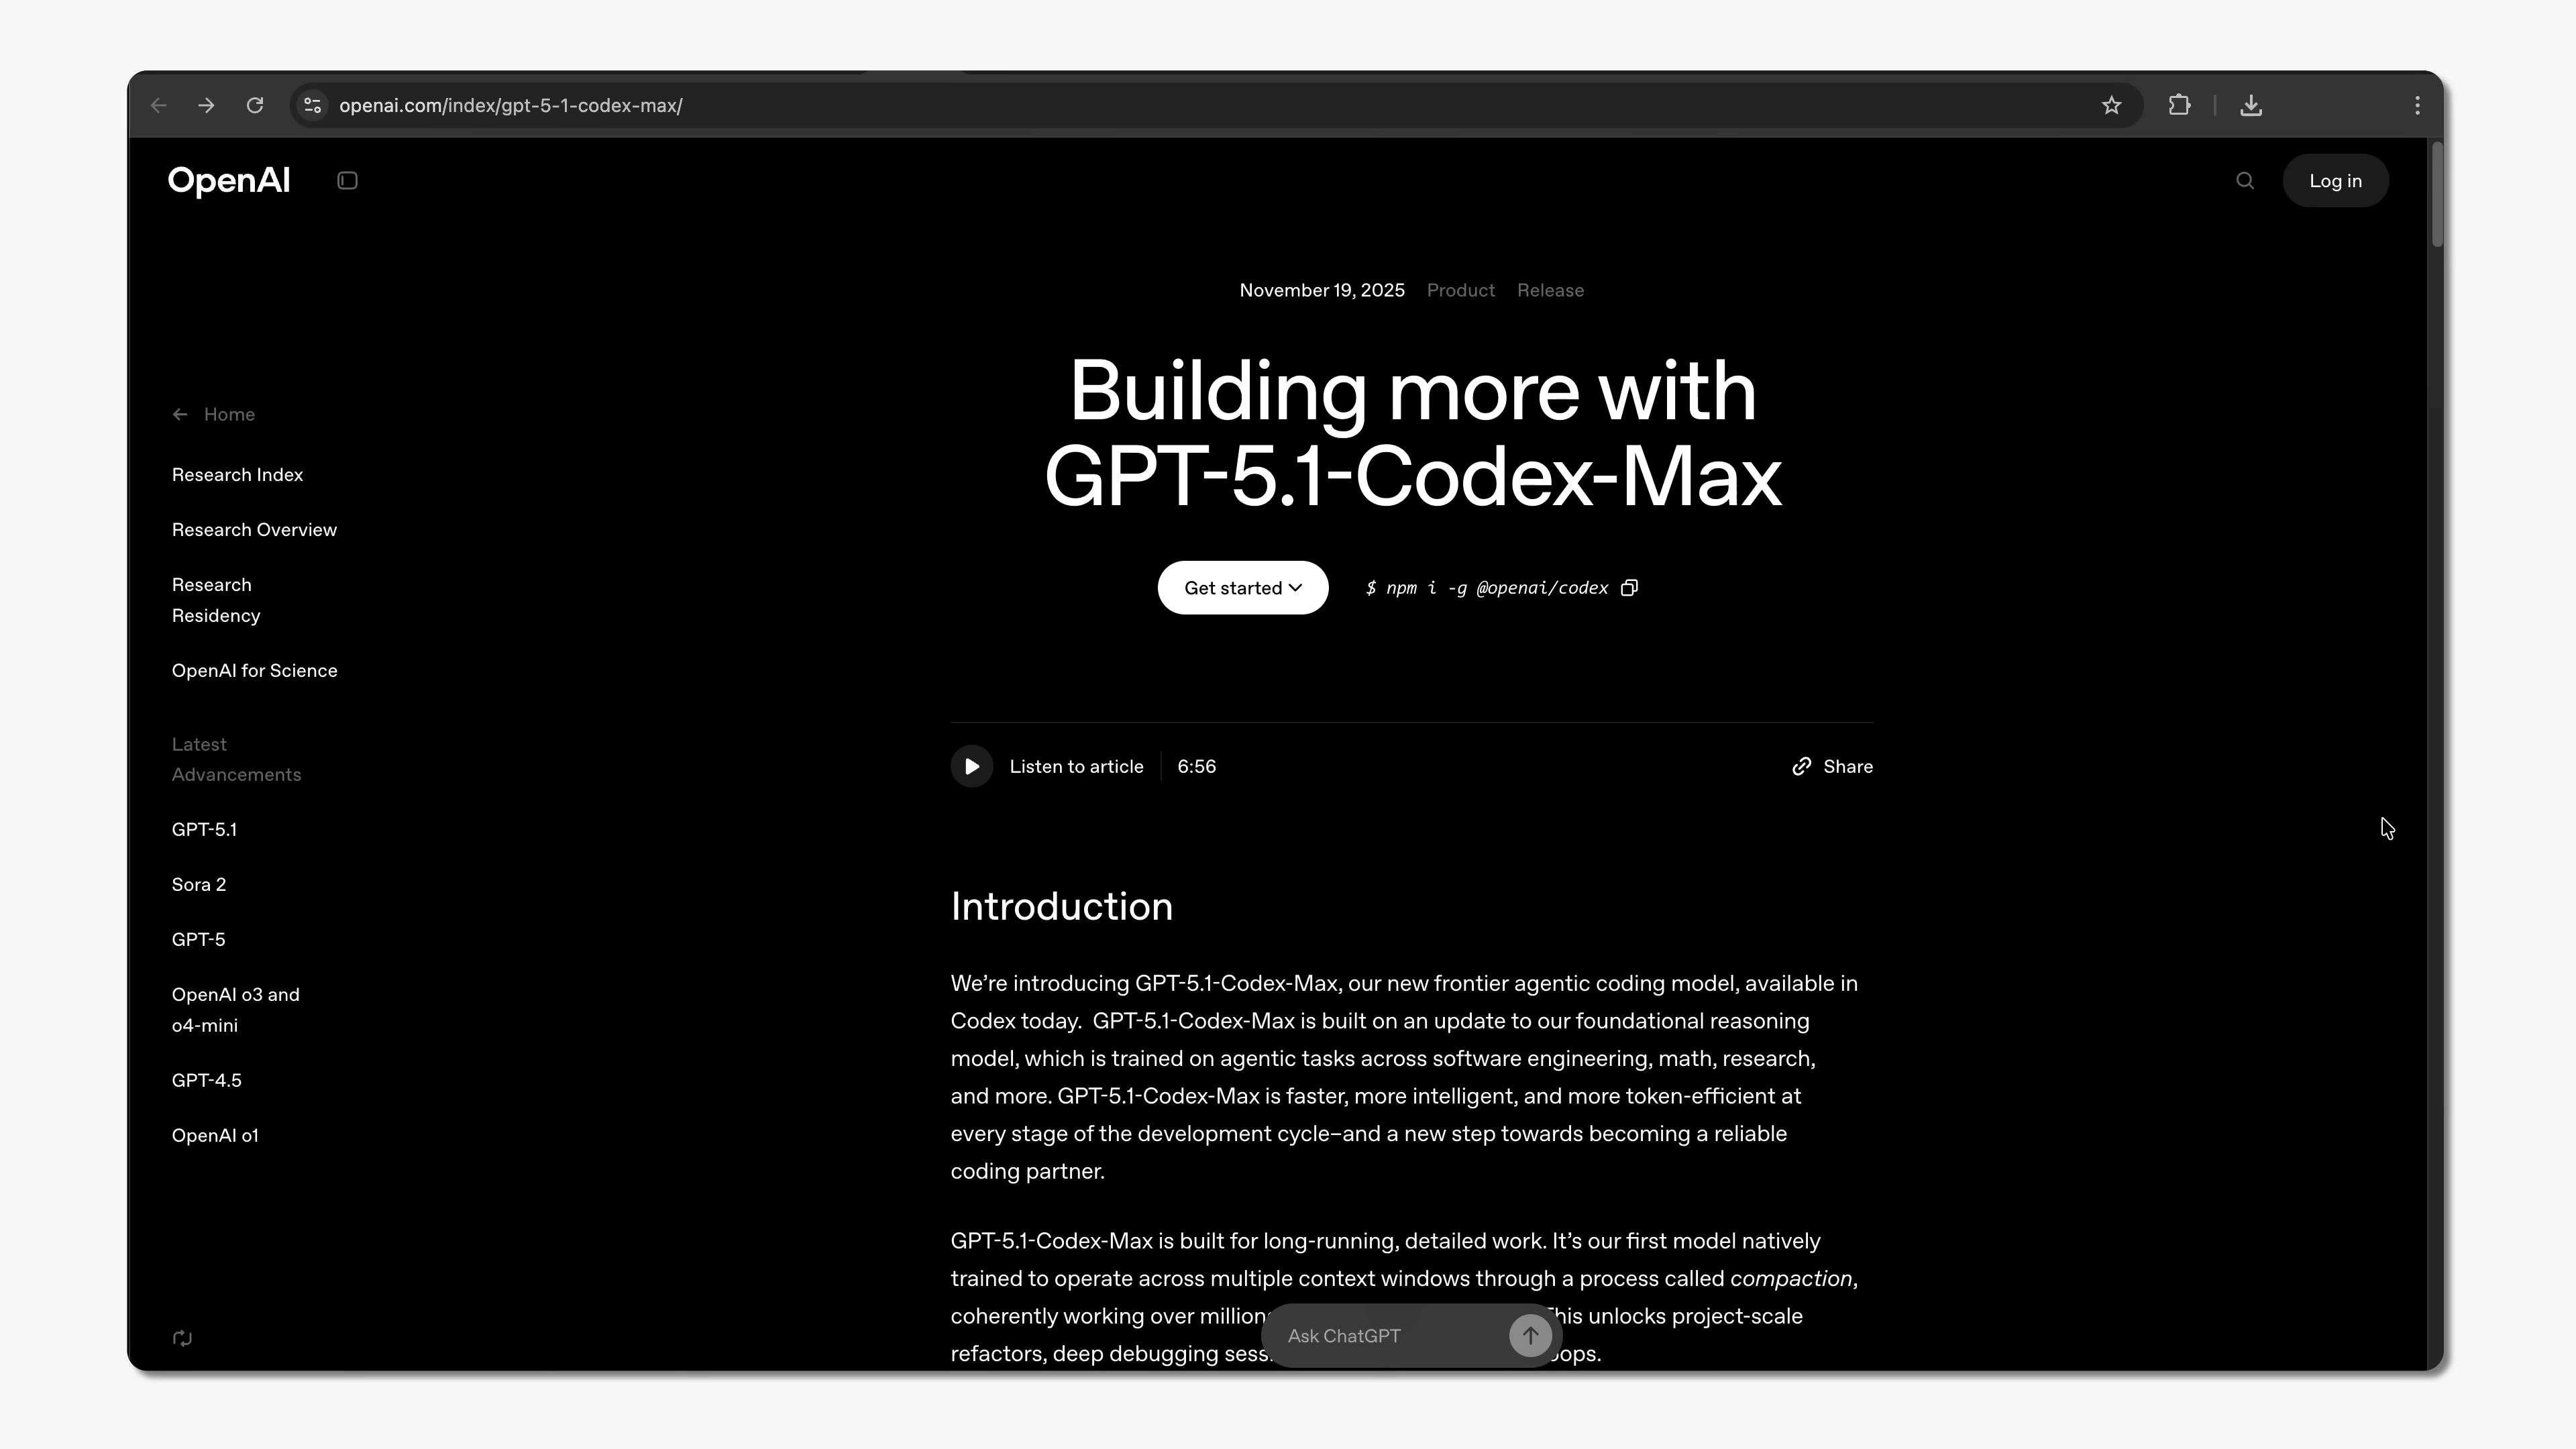 openai.com/index/gpt-5-1-codex-max/
OpenAI
Log in
November 19, 2025 Product Release
Building more with
GPT-5.1-Codex-Max
Get started
$ npm i -g @openai/codex
Home
Research Index
Research Overview
Research
Residency
OpenAI for Science
Latest
Advancements
GPT-5.1
Sora 2
GPT-5
OpenAI o3 and
o4-mini
GPT-4.5
OpenAI o1
Listen to article 6:56
Share
Introduction
We’re introducing GPT-5.1-Codex-Max, our new frontier agentic coding model, available in
Codex today.  GPT-5.1-Codex-Max is built on an update to our foundational reasoning
model, which is trained on agentic tasks across software engineering, math, research,
and more. GPT-5.1-Codex-Max is faster, more intelligent, and more token-efficient at
every stage of the development cycle–and a new step towards becoming a reliable
coding partner.
GPT-5.1-Codex-Max is built for long-running, detailed work. It’s our first model natively
trained to operate across multiple context windows through a process called compaction,
coherently working over unlocks project-scale
refactors, deep debugging
Ask ChatGPT